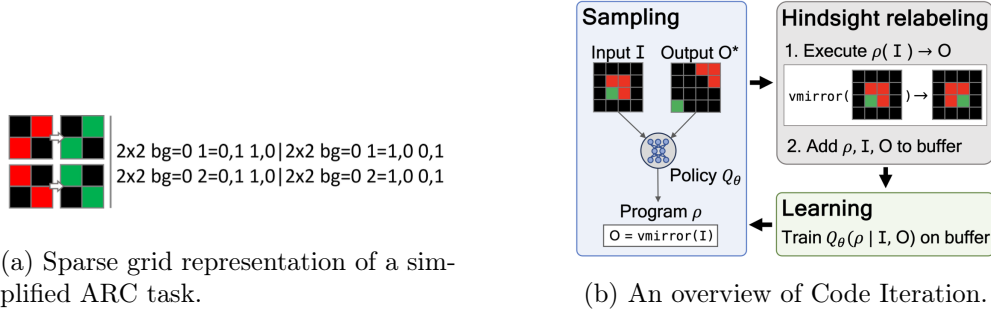 2x2 bg=0 1=0,1 1,0|2x2 bg=0 1=1,0 0,1
2x2 bg=0 2=0,1 1,0|2x2 bg=0 2=1,0 0,1
(a) Sparse grid representation of a sim-
plified ARC task.
Sampling
Input I Output O*
Policy Qθ
Program ρ
O = vmirror(I)
Hindsight relabeling
1. Execute ρ( I ) → O
vmirror( )→
2. Add ρ, I, O to buffer
Learning
Train Qθ(ρ | I, O) on buffer
(b) An overview of Code Iteration.